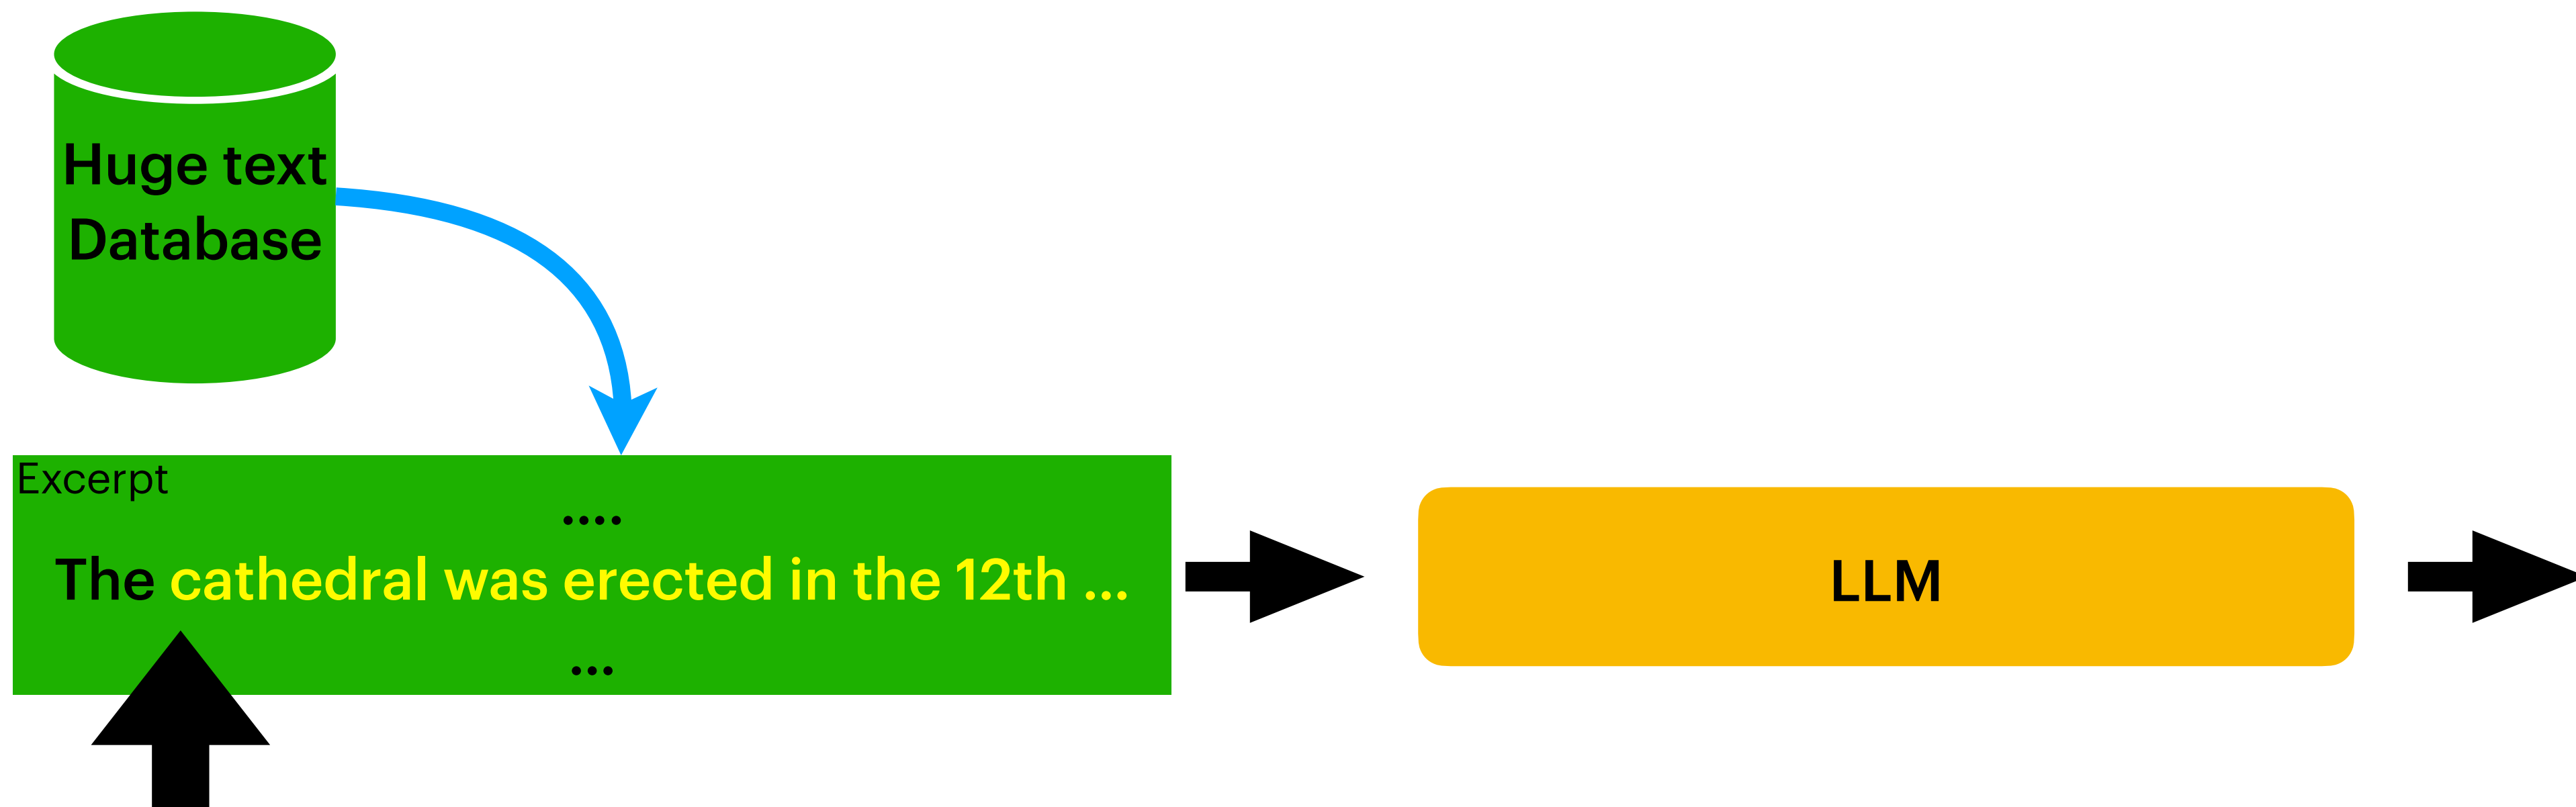 Huge text
Database
Excerpt
....
The cathedral was erected in the 12th ...
...
LLM